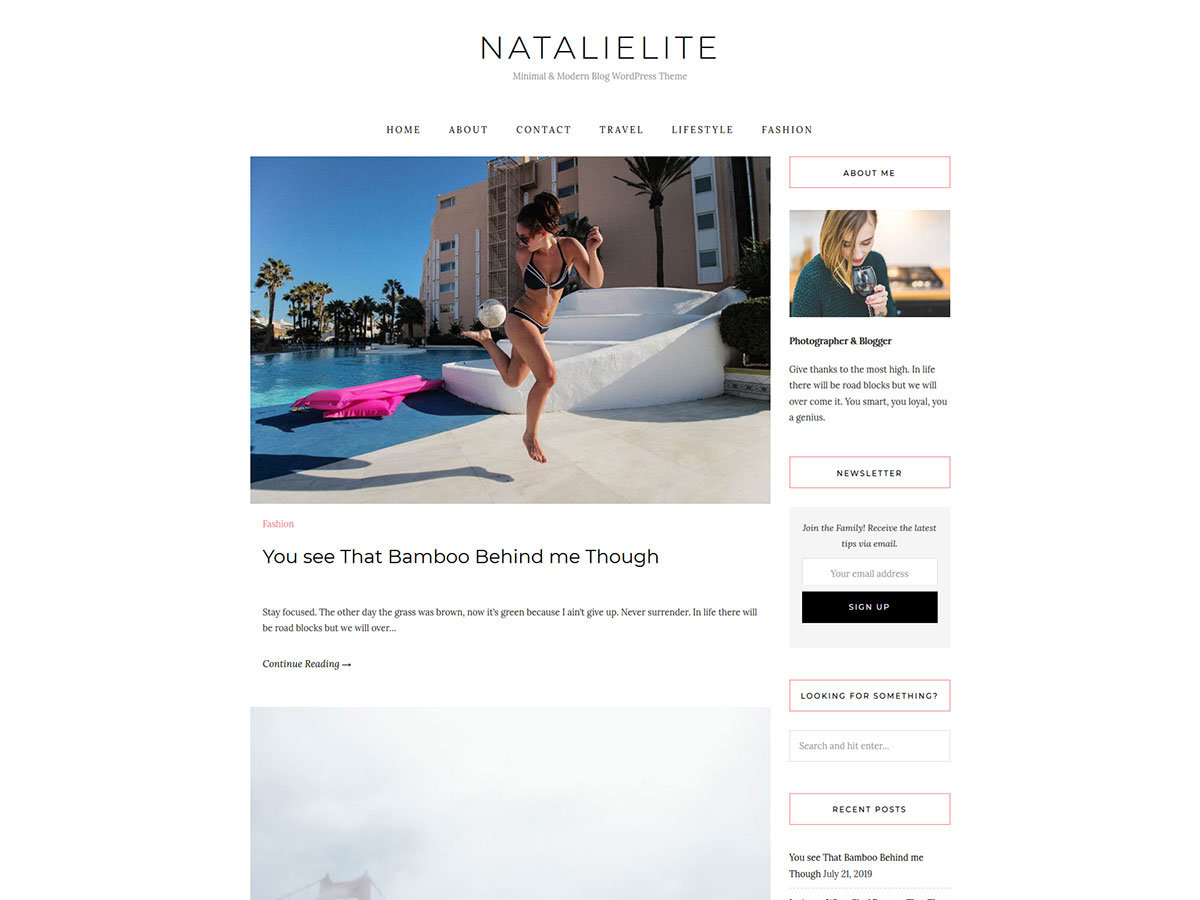 NATALIELITE
Minimal & Modern Blog WordPress Theme
HOME ABOUT CONTACT TRAVEL LIFESTYLE FASHION
Fashion
You see That Bamboo Behind me Though
Stay focused. The other day the grass was brown, now it's green because I ain't give up. Never surrender. In life there will
be road blocks but we will over...
Continue Reading →
ABOUT ME
Photographer & Blogger
Give thanks to the most high. In life
there will be road blocks but we will
over come it. You smart, you loyal, you
a genius.
NEWSLETTER
Join the Family! Receive the latest
tips via email.
Your email address
SIGN UP
LOOKING FOR SOMETHING?
Search and hit enter...
RECENT POSTS
You see That Bamboo Behind me
Though July 21, 2019